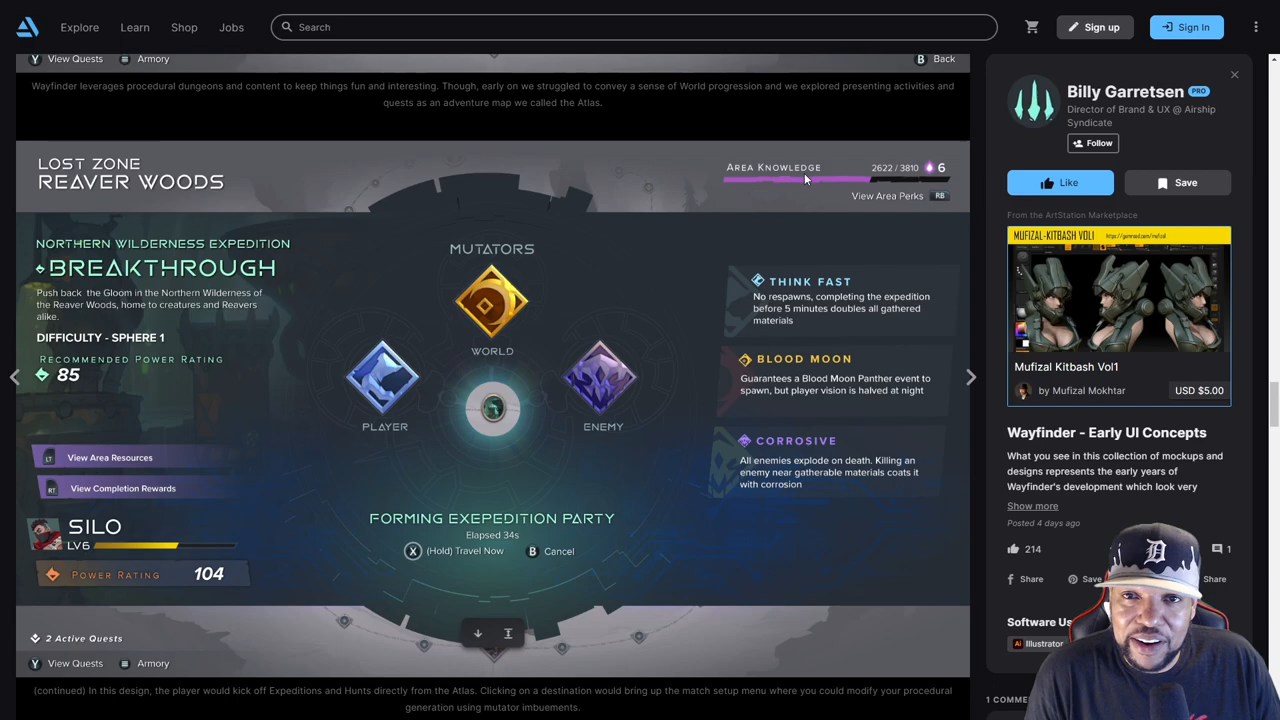 Explore
Learn
Shop
Jobs
Search
Sign up
Sign In
Y View Quests
Armory
B Back
Wayfinder leverages procedural dungeons and content to keep things fun and interesting. Though, early on we struggled to convey a sense of World progression and we explored presenting activities and
quests as an adventure map we called the Atlas.
LOST ZONE
REAVER WOODS
AREA KNOWLEDGE
2622 / 3810
6
View Area Perks RB
NORTHERN WILDERNESS EXPEDITION
BREAKTHROUGH
Push back the Gloom in the Northern Wilderness of
the Reaver Woods, home to creatures and Reavers
alike.
DIFFICULTY - SPHERE 1
RECOMMENDED POWER RATING
85
LT View Area Resources
RT View Completion Rewards
SILO
LV6
POWER RATING 104
MUTATORS
WORLD
PLAYER
ENEMY
FORMING EXEPEDITION PARTY
Elapsed 34s
X (Hold) Travel Now
B Cancel
THINK FAST
No respawns, completing the expedition
before 5 minutes doubles all gathered
materials
BLOOD MOON
Guarantees a Blood Moon Panther event to
spawn, but player vision is halved at night
CORROSIVE
All enemies explode on death. Killing an
enemy near gatherable materials coats it
with corrosion
2 Active Quests
Y View Quests
Armory
(continued) In this design, the player would kick off Expeditions and Hunts directly from the Atlas. Clicking on a destination would bring up the match setup menu where you could modify your procedural
generation using mutator imbuements.
Billy Garretsen PRO
Director of Brand & UX @ Airship
Syndicate
Follow
Like
Save
From the ArtStation Marketplace
MUFIZAL-KITBASH VOL1
https://gumroad.com/mufizal
Mufizal Kitbash Vol1
by Mufizal Mokhtar
USD $5.00
Wayfinder - Early UI Concepts
What you see in this collection of mockups and
designs represents the early years of
Wayfinder's development which look very
Show more
Posted 4 days ago
214
1
Share
Save
Share
Software Us
Ai Illustrator
1 COMME